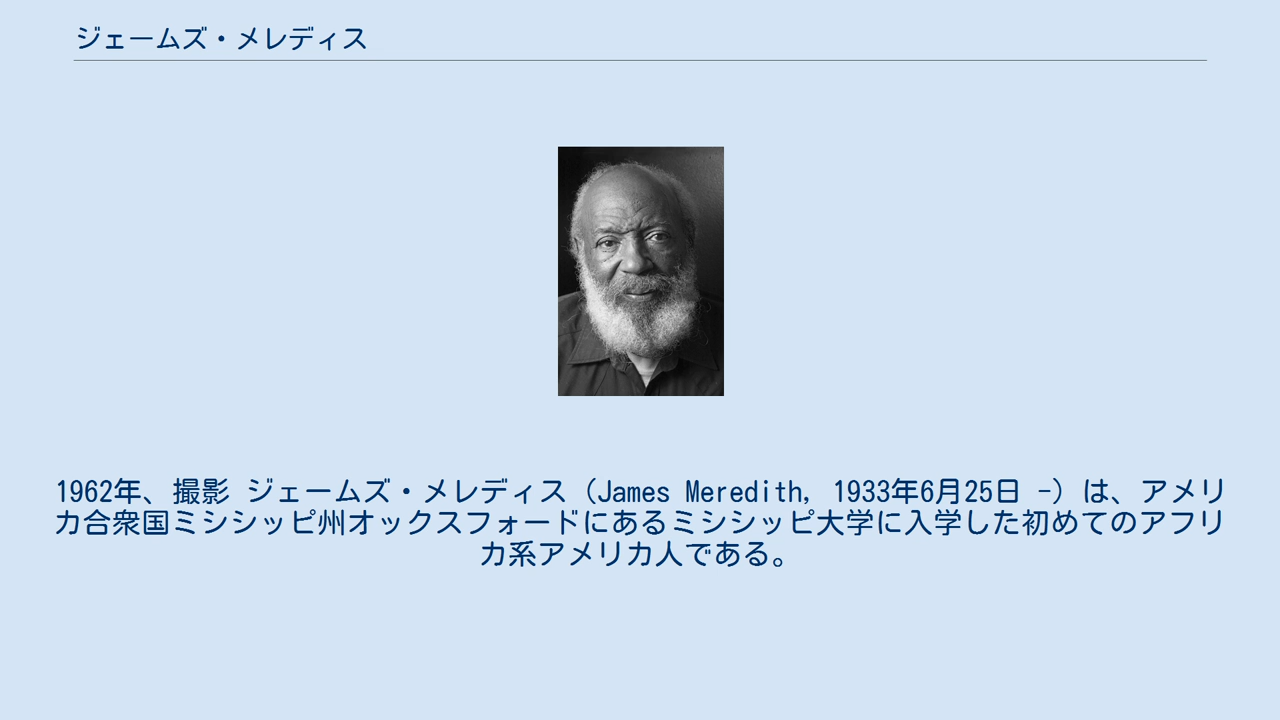 ジェームズ・メレディス
1962年、撮影 ジェームズ・メレディス（James Meredith, 1933年6月25日 -）は、アメリ
カ合衆国ミシシッピ州オックスフォードにあるミシシッピ大学に入学した初めてのアフリ
カ系アメリカ人である。